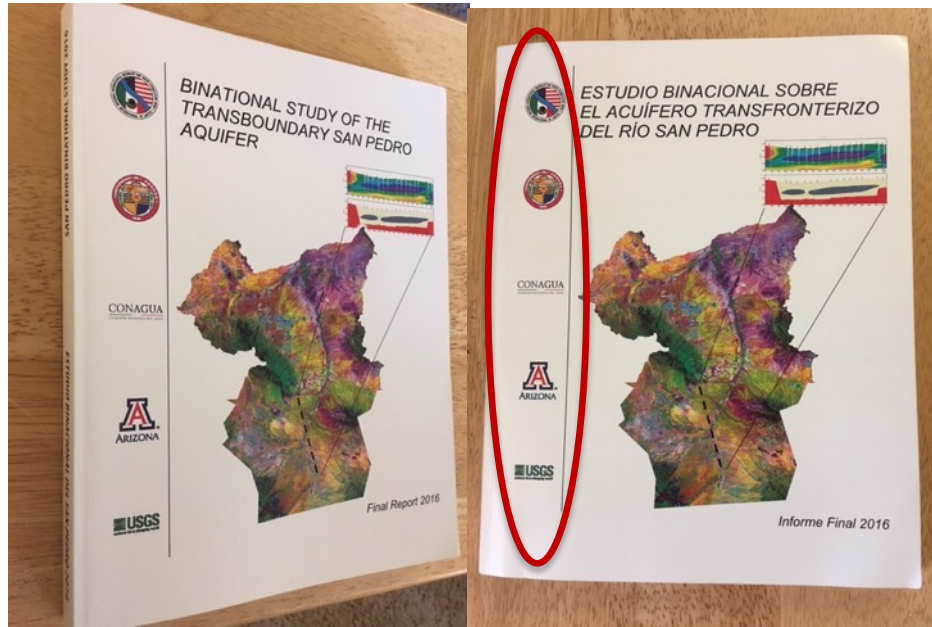 SAN PEDRO BINATIONAL STUDY 2016
BINATIONAL STUDY OF THE
TRANSBOUNDARY SAN PEDRO
AQUIFER
CONAGUA
A
ARIZONA
USGS
Final Report 2016
ESTUDIO BINACIONAL SOBRE
EL ACUÍFERO TRANSFRONTERIZO
DEL RÍO SAN PEDRO
CONAGUA
A
ARIZONA
USGS
Informe Final 2016